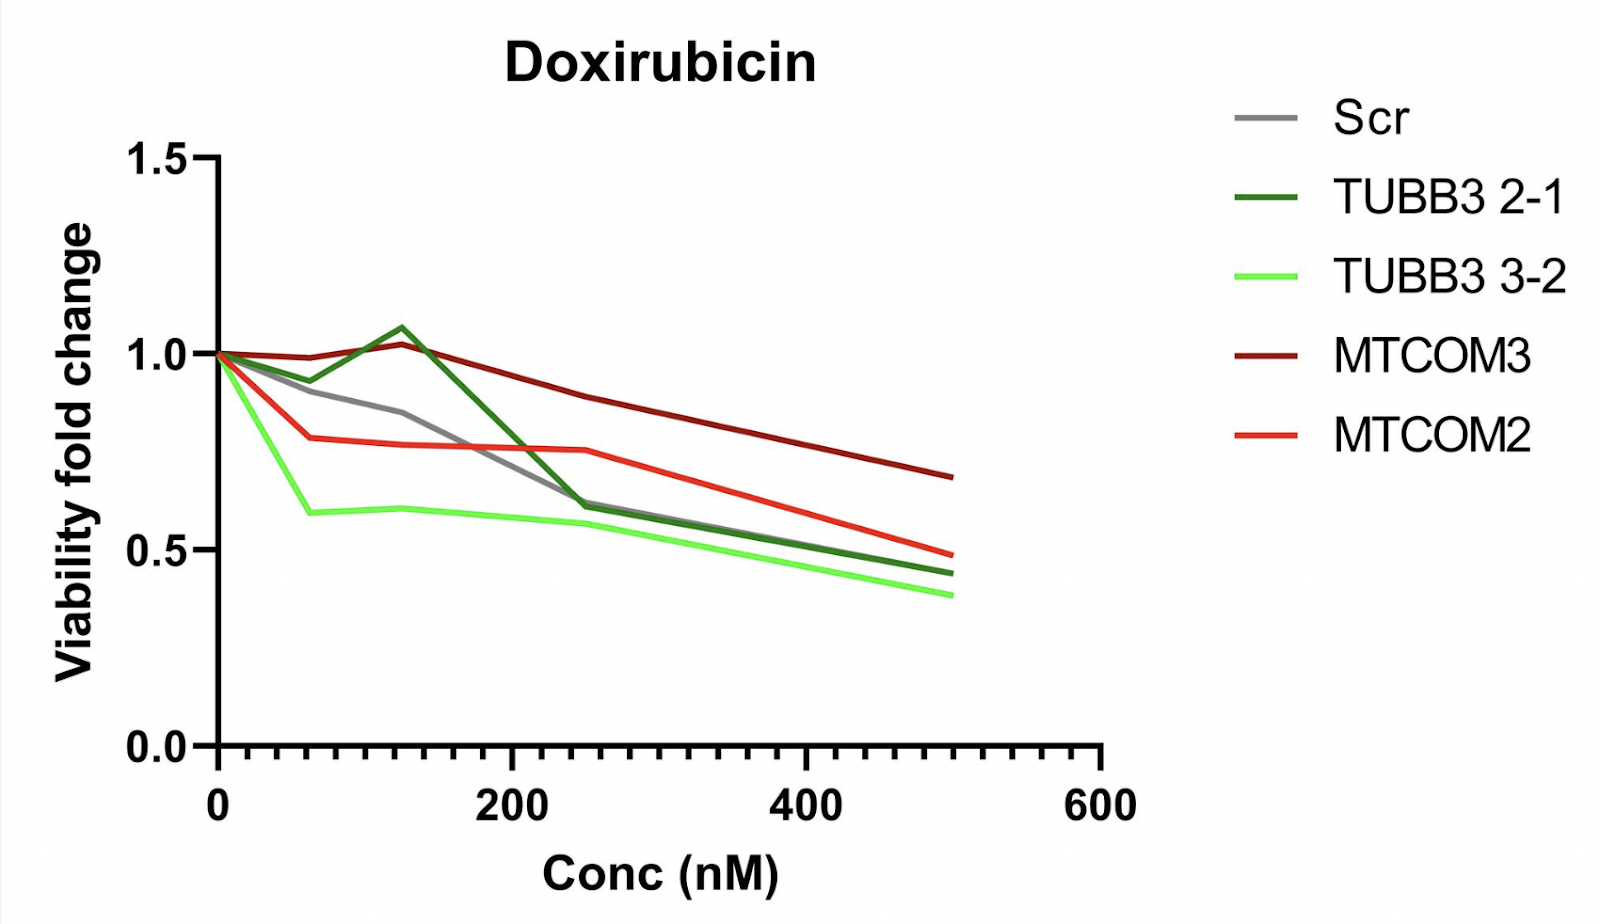 Doxirubicin
Scr
TUBB3 2-1
TUBB3 3-2
MTCOM3
MTCOM2
Viability fold change
1.5
1.0
0.5
0.0
0 200 400 600
Conc (nM)